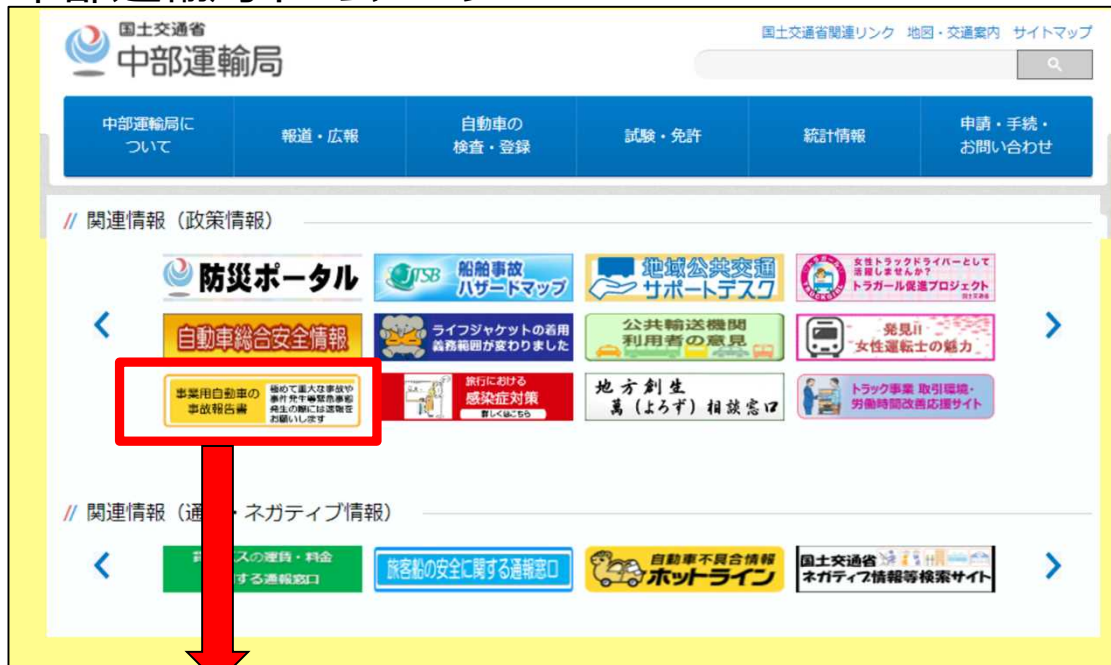 国土交通省
中部運輸局
国土交通省関連リンク 地図・交通案内 サイトマップ
中部運輸局に
ついて
報道・広報
自動車の
検査・登録
試験・免許
統計情報
申請・手続・
お問い合わせ
// 関連情報（政策情報）
防災ポータル
JTSB 船舶事故
ハザードマップ
地域公共交通
サポートデスク
女性トラックドライバーとして
活躍しませんか?
トラガール促進プロジェクト
国土交通省
自動車総合安全情報
ライフジャケットの着用
義務範囲が変わりました
公共輸送機関
利用者の意見
発見!!
女性運転士の魅力
事業用自動車の
事故報告書
極めて重大な事故や
事件発生等緊急事態
発生の際には速報を
お願いします
旅行における
感染症対策
詳しくはこちら
地方創生
萬（よろず）相談窓口
トラック事業 取引環境・
労働時間改善応援サイト
// 関連情報（通 ・ネガティブ情報）
スの運賃・料金
する通報窓口
旅客船の安全に関する通報窓口
自動車不具合情報
ホットライン
国土交通省
ネガティブ情報等検索サイト